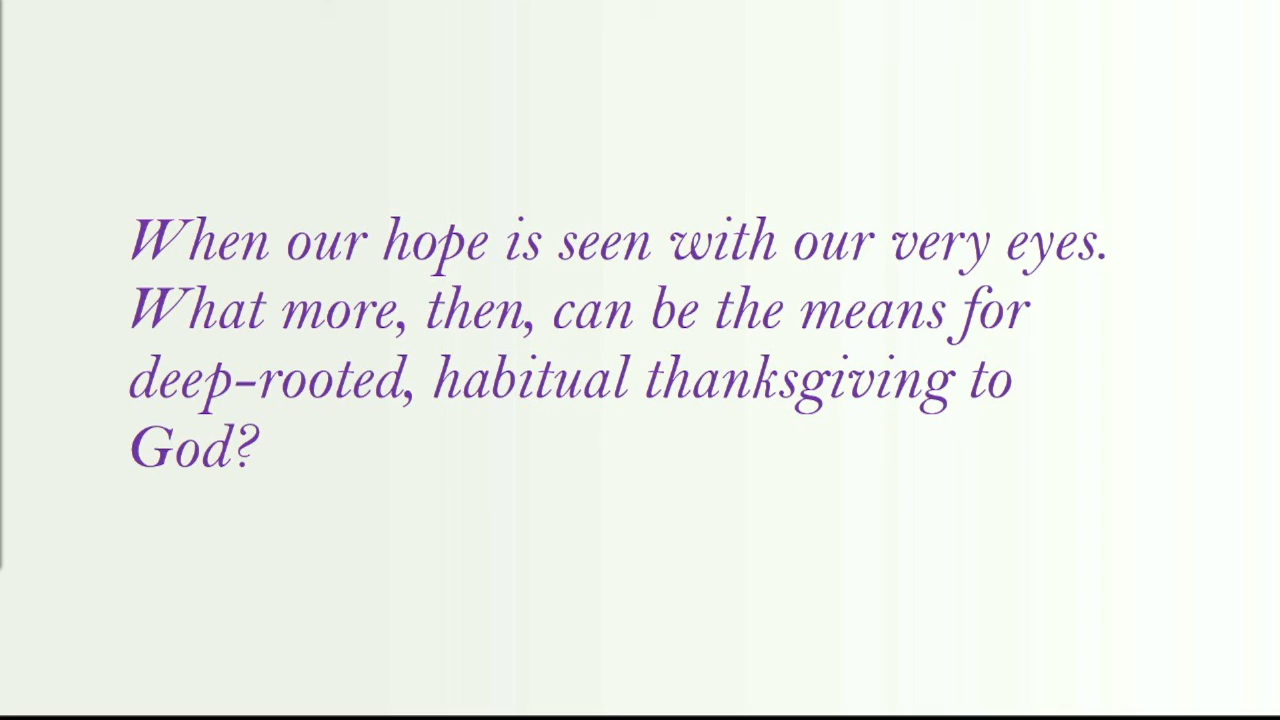 When our hope is seen with our very eyes.
What more, then, can be the means for
deep-rooted, habitual thanksgiving to
God?